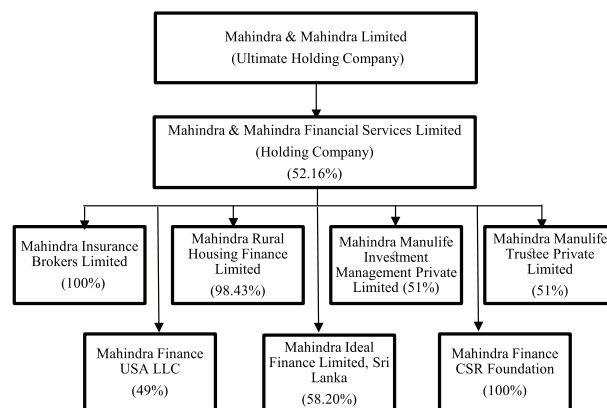 Mahindra & Mahindra Limited
(Ultimate Holding Company)
Mahindra & Mahindra Financial Services Limited
(Holding Company)
(52.16%)
Mahindra Insurance
Brokers Limited
(100%)
Mahindra Rural
Housing Finance
Limited
(98.43%)
Mahindra Manulife
Investment
Management Private
Limited (51%)
Mahindra Manulife
Trustee Private
Limited
(51%)
Mahindra Finance
USA LLC
(49%)
Mahindra Ideal
Finance Limited, Sri
Lanka
(58.20%)
Mahindra Finance
CSR Foundation
(100%)